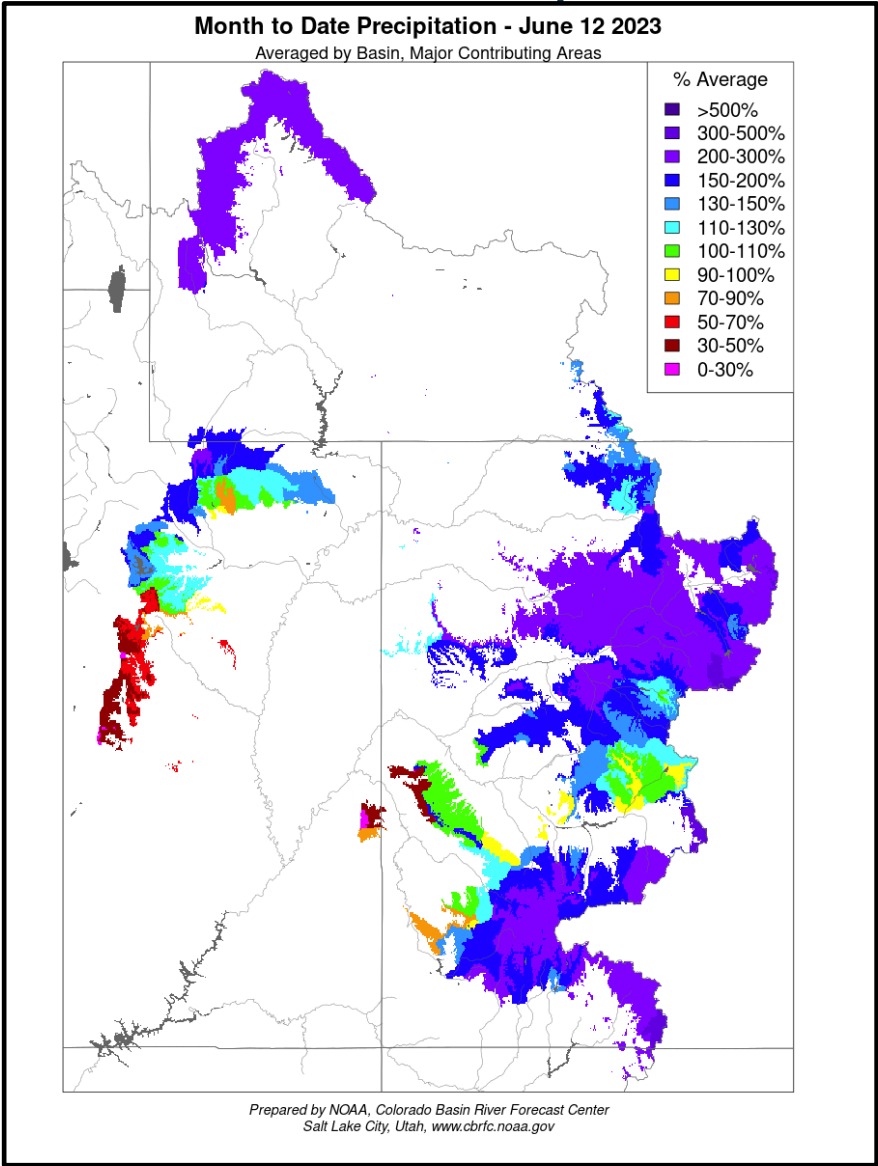 Month to Date Precipitation - June 12 2023
Averaged by Basin, Major Contributing Areas
% Average
>500%
300-500%
200-300%
150-200%
130-150%
110-130%
100-110%
90-100%
70-90%
50-70%
30-50%
0-30%
Prepared by NOAA, Colorado Basin River Forecast Center
Salt Lake City, Utah, www.cbrfc.noaa.gov